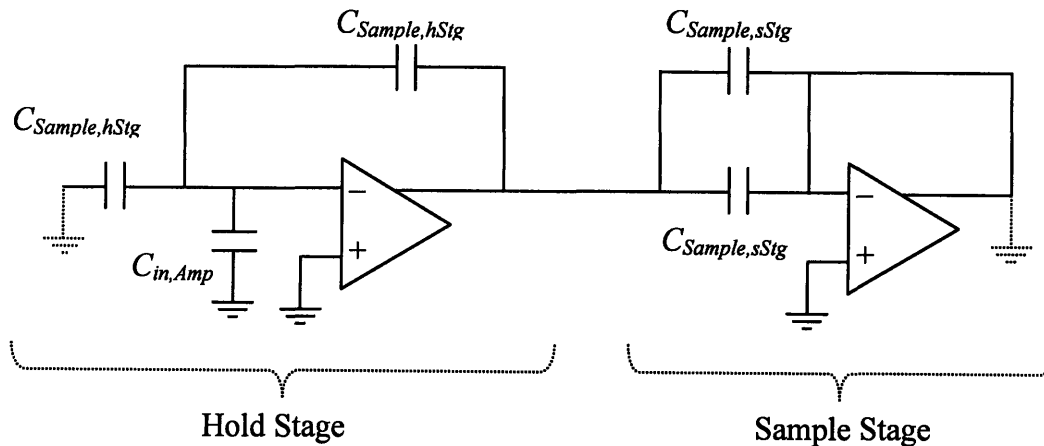 C_Sample,hStg
C_Sample,sStg
C_Sample,hStg
C_in,Amp
C_Sample,sStg
−
+
−
+
Hold Stage
Sample Stage